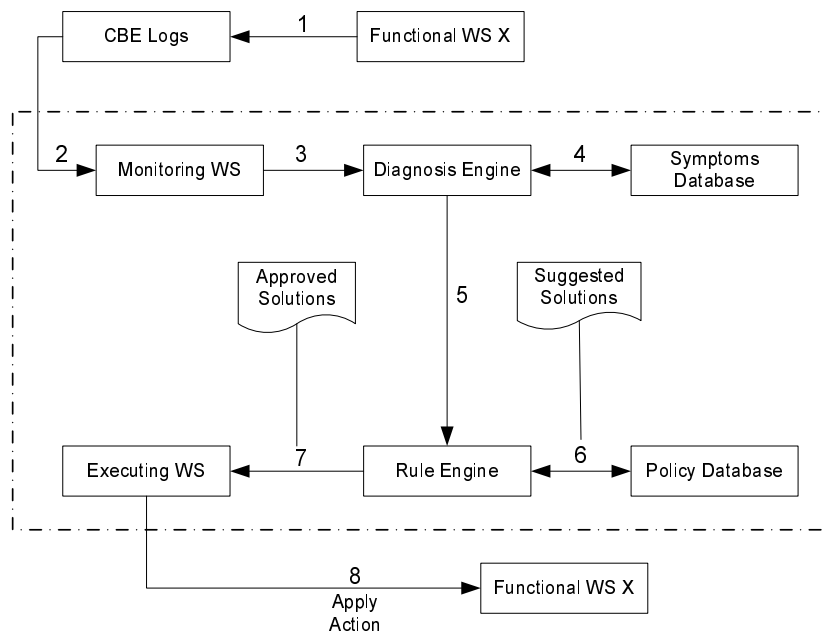 1
CBE Logs
Functional WS X
2
3
4
Monitoring WS
Diagnosis Engine
Symptoms
Database
Approved
Solutions
Suggested
Solutions
5
7
6
Executing WS
Rule Engine
Policy Database
8
Apply
Action
Functional WS X